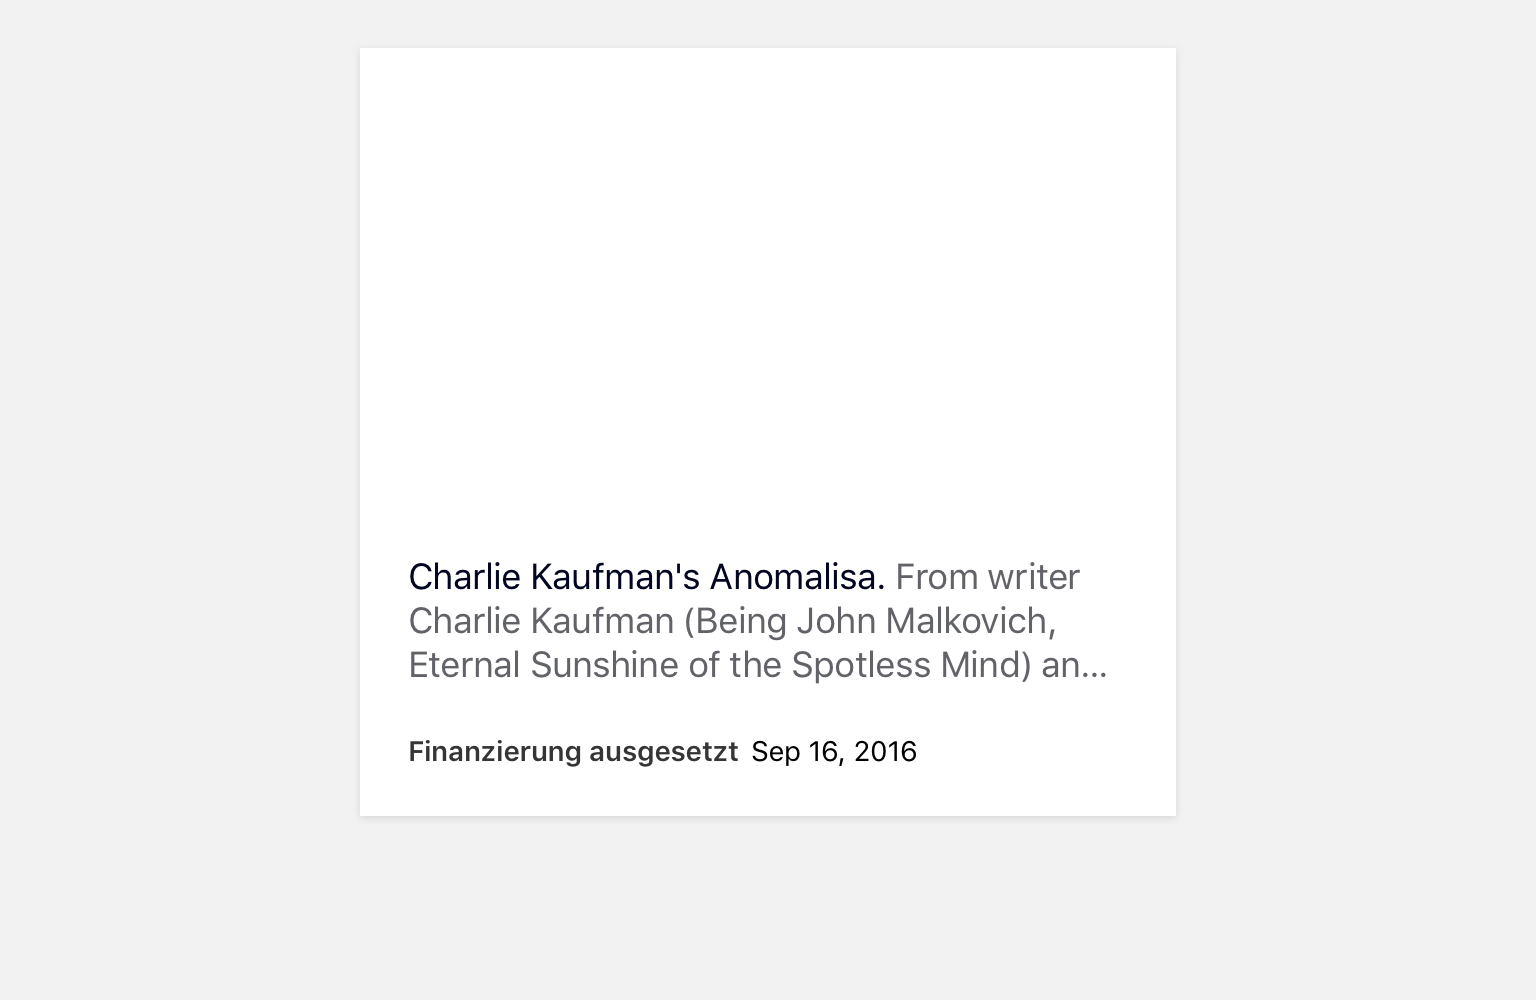 Charlie Kaufman's Anomalisa. From writer
Charlie Kaufman (Being John Malkovich,
Eternal Sunshine of the Spotless Mind) an...
Finanzierung ausgesetzt Sep 16, 2016